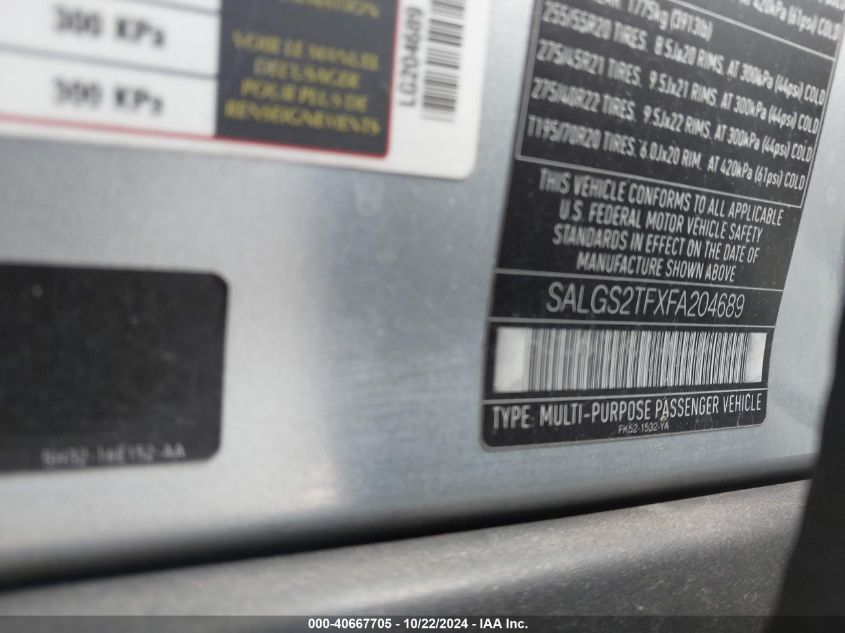 300 KPa
300 KPa
VOIR LE MANUEL
DE L'USAGER
POUR PLUS DE
RENSEIGNEMENTS
LG204689
1775kg (3913lb)
255/55R20 TIRES. 8.5Jx20 RIMS. AT 300kPa (44psi) COLD
275/45R21 TIRES. 9.5Jx21 RIMS. AT 300kPa (44psi) COLD
275/40R22 TIRES. 9.5Jx22 RIMS. AT 300kPa (44psi) COLD
T195/70R20 TIRES. 6.0Jx20 RIM. AT 420kPa (61psi) COLD
THIS VEHICLE CONFORMS TO ALL APPLICABLE
U.S. FEDERAL MOTOR VEHICLE SAFETY
STANDARDS IN EFFECT ON THE DATE OF
MANUFACTURE SHOWN ABOVE
SALGS2TFXFA204689
TYPE: MULTI-PURPOSE PASSENGER VEHICLE
FK52-1532-YA
000-40667705 - 10/22/2024 - IAA Inc.